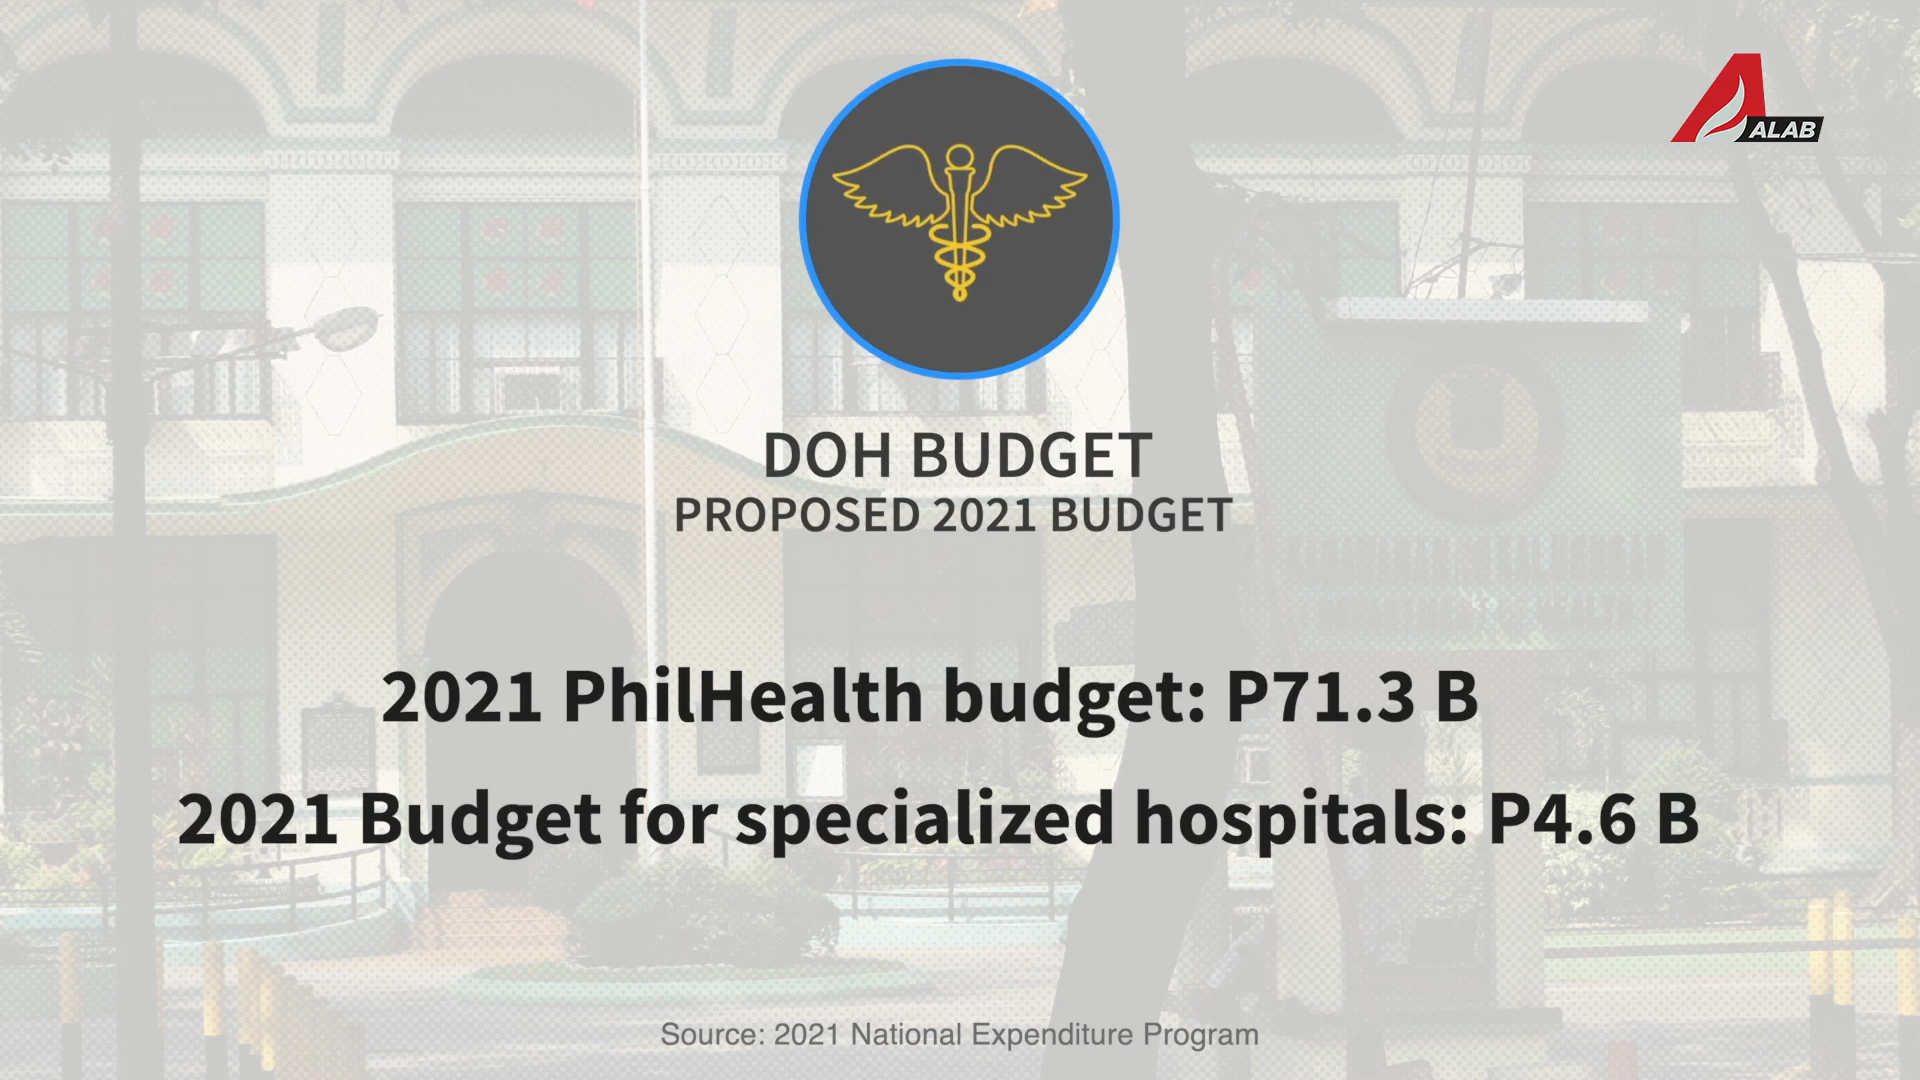 ALAB
DOH BUDGET
PROPOSED 2021 BUDGET
2021 PhilHealth budget: P71.3 B
2021 Budget for specialized hospitals: P4.6 B
Source: 2021 National Expenditure Program